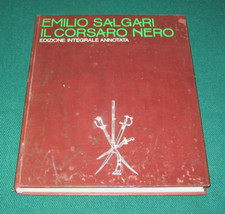 EMILIO SALGARI
IL CORSARO NERO
EDIZIONE INTEGRALE ANNOTATA